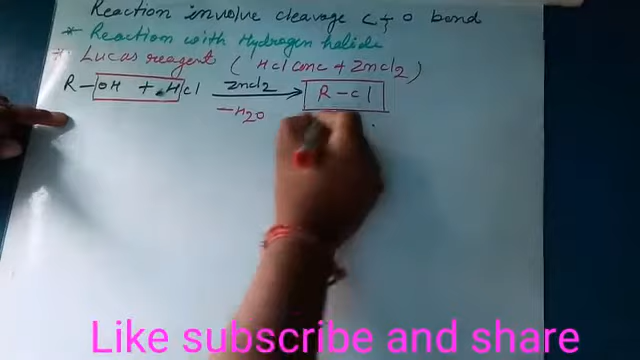 Reaction involve cleavage C ⸾ O bond
* Reaction with Hydrogen halide
* Lucas reagent ( HCl conc + ZnCl2 )
R - OH + HCl ZnCl2 → R - Cl
- H2O
Like subscribe and share